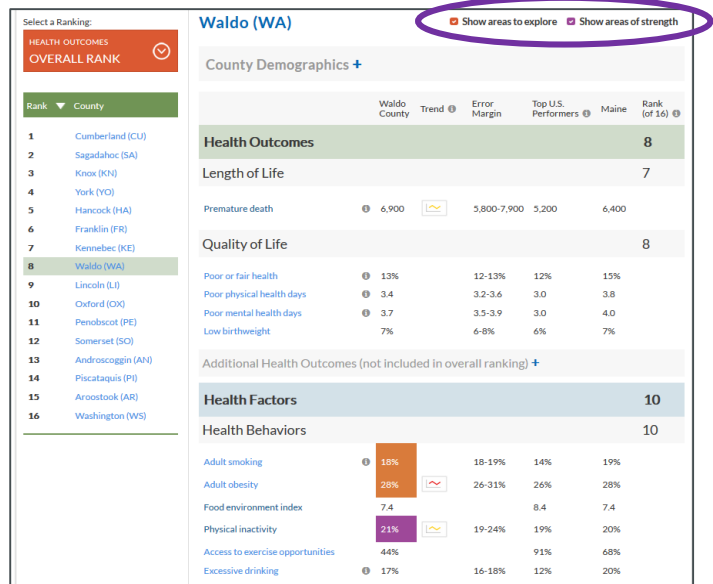 Select a Ranking:
HEALTH OUTCOMES
OVERALL RANK
Rank County
1 Cumberland (CU)
2 Sagadahoc (SA)
3 Knox (KN)
4 York (YO)
5 Hancock (HA)
6 Franklin (FR)
7 Kennebec (KE)
8 Waldo (WA)
9 Lincoln (LI)
10 Oxford (OX)
11 Penobscot (PE)
12 Somerset (SO)
13 Androscoggin (AN)
14 Piscataquis (PI)
15 Aroostook (AR)
16 Washington (WS)
Waldo (WA)
Show areas to explore Show areas of strength
County Demographics +
Waldo County Trend Error Margin Top U.S. Performers Maine Rank (of 16)
Health Outcomes 8
Length of Life 7
Premature death 6,900 5,800-7,900 5,200 6,400
Quality of Life 8
Poor or fair health 13% 12-13% 12% 15%
Poor physical health days 3.4 3.2-3.6 3.0 3.8
Poor mental health days 3.7 3.5-3.9 3.0 4.0
Low birthweight 7% 6-8% 6% 7%
Additional Health Outcomes (not included in overall ranking) +
Health Factors 10
Health Behaviors 10
Adult smoking 18% 18-19% 14% 19%
Adult obesity 28% 26-31% 26% 28%
Food environment index 7.4 8.4 7.4
Physical inactivity 21% 19-24% 19% 20%
Access to exercise opportunities 44% 91% 68%
Excessive drinking 17% 16-18% 12% 20%